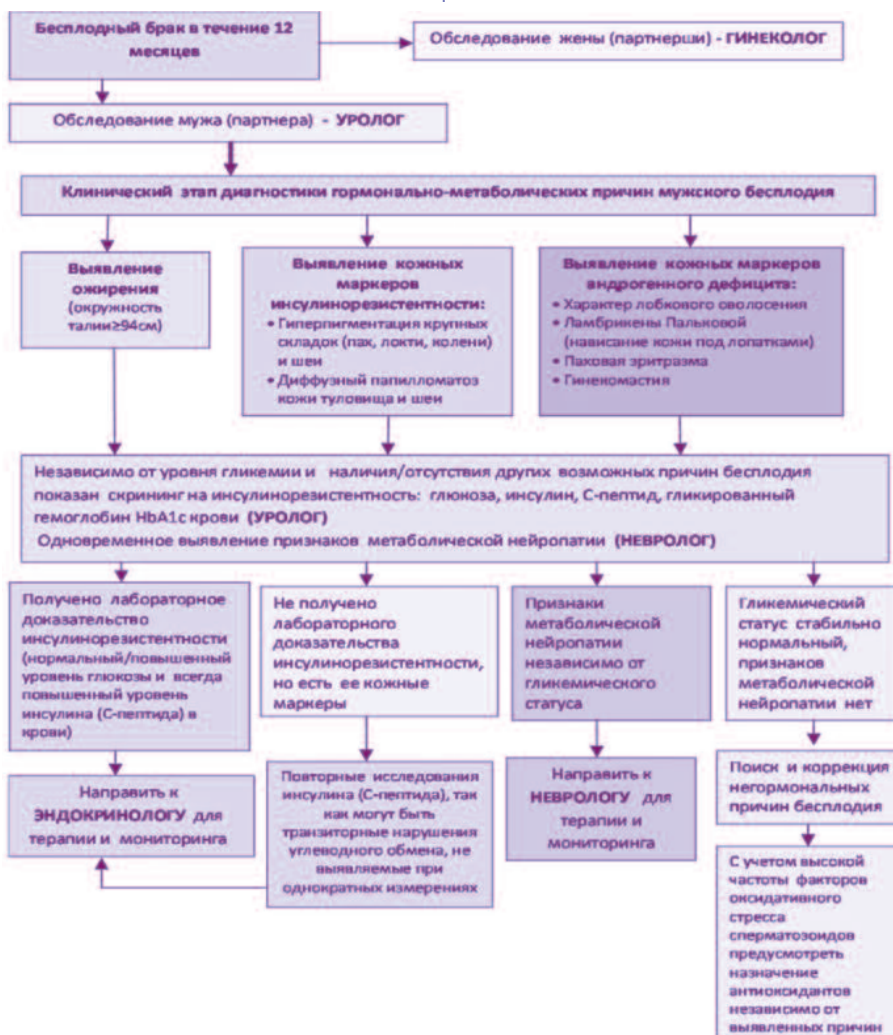 Бесплодный брак в течение 12
месяцев
Обследование жены (партнерши) - ГИНЕКОЛОГ
Обследование мужа (партнера) - УРОЛОГ
Клинический этап диагностики гормонально-метаболических причин мужского бесплодия
Выявление
ожирения
(окружность
талии≥94см)
Выявление кожных
маркеров
инсулинорезистентности:
• Гиперпигментация крупных
складок (пах, локти, колени)
и шеи
• Диффузный папилломатоз
кожи туловища и шеи
Выявление кожных маркеров
андрогенного дефицита:
• Характер лобкового оволосения
• Ламбрикены Пальковой
(нависание кожи под лопатками)
• Паховая эритразма
• Гинекомастия
Независимо от уровня гликемии и наличия/отсутствия других возможных причин бесплодия
показан скрининг на инсулинорезистентность: глюкоза, инсулин, С-пептид, гликированный
гемоглобин HbA1c крови (УРОЛОГ)
Одновременное выявление признаков метаболической нейропатии (НЕВРОЛОГ)
Получено лабораторное
доказательство
инсулинорезистентности
(нормальный/повышенный
уровень глюкозы и всегда
повышенный уровень
инсулина (С-пептида) в
крови)
Не получено
лабораторного
доказательства
инсулинорезистентности,
но есть ее кожные
маркеры
Признаки
метаболической
нейропатии
независимо от
гликемического
статуса
Гликемический
статус стабильно
нормальный,
признаков
метаболической
нейропатии нет
Направить к
ЭНДОКРИНОЛОГУ для
терапии и мониторинга
Повторные исследования
инсулина (С-пептида), так
как могут быть
транзиторные нарушения
углеводного обмена, не
выявляемые при
однократных измерениях
Направить к
НЕВРОЛОГУ для
терапии и
мониторинга
Поиск и коррекция
негормональных
причин бесплодия
С учетом высокой
частоты факторов
оксидативного
стресса
сперматозоидов
предусмотреть
назначение
антиоксидантов
независимо от
выявленных причин